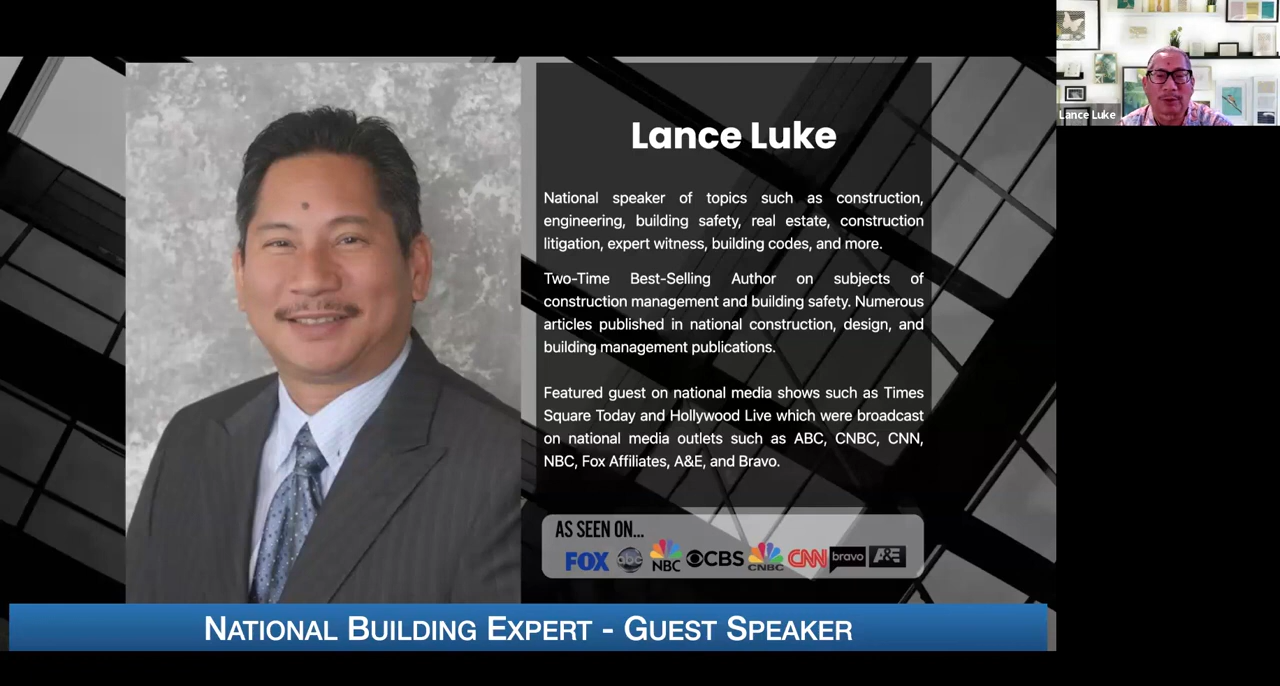 Lance Luke
National speaker of topics such as construction,
engineering, building safety, real estate, construction
litigation, expert witness, building codes, and more.
Two-Time Best-Selling Author on subjects of
construction management and building safety. Numerous
articles published in national construction, design, and
building management publications.
Featured guest on national media shows such as Times
Square Today and Hollywood Live which were broadcast
on national media outlets such as ABC, CNBC, CNN,
NBC, Fox Affiliates, A&E, and Bravo.
AS SEEN ON...
FOX abc NBC CBS CNBC CNN bravo A&E
NATIONAL BUILDING EXPERT - GUEST SPEAKER
Lance Luke